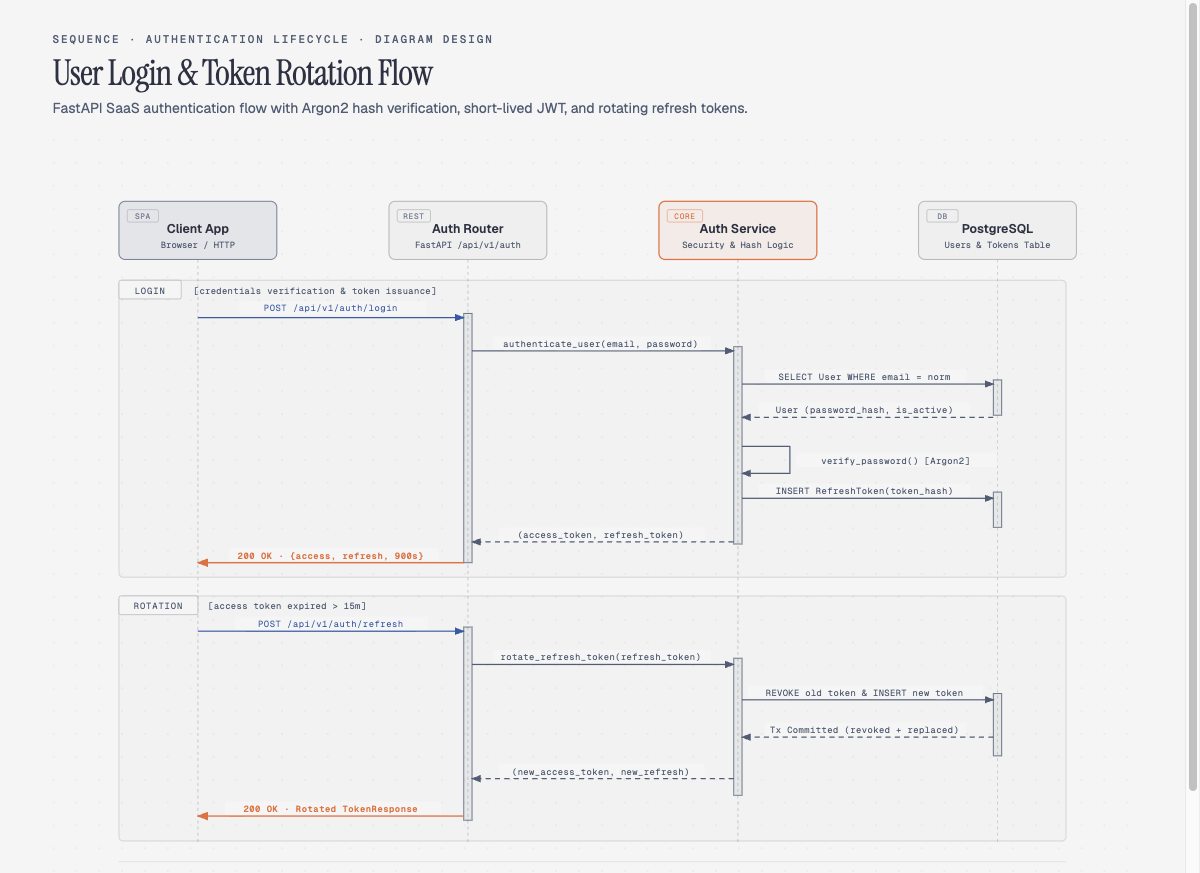 SEQUENCE · AUTHENTICATION LIFECYCLE · DIAGRAM DESIGN
User Login & Token Rotation Flow
FastAPI SaaS authentication flow with Argon2 hash verification, short-lived JWT, and rotating refresh tokens.
SPA
Client App
Browser / HTTP
REST
Auth Router
FastAPI /api/v1/auth
CORE
Auth Service
Security & Hash Logic
DB
PostgreSQL
Users & Tokens Table
LOGIN
[credentials verification & token issuance]
POST /api/v1/auth/login
authenticate_user(email, password)
SELECT User WHERE email = norm
User (password_hash, is_active)
verify_password() [Argon2]
INSERT RefreshToken(token_hash)
(access_token, refresh_token)
200 OK · {access, refresh, 900s}
ROTATION
[access token expired > 15m]
POST /api/v1/auth/refresh
rotate_refresh_token(refresh_token)
REVOKE old token & INSERT new token
Tx Committed (revoked + replaced)
(new_access_token, new_refresh)
200 OK · Rotated TokenResponse